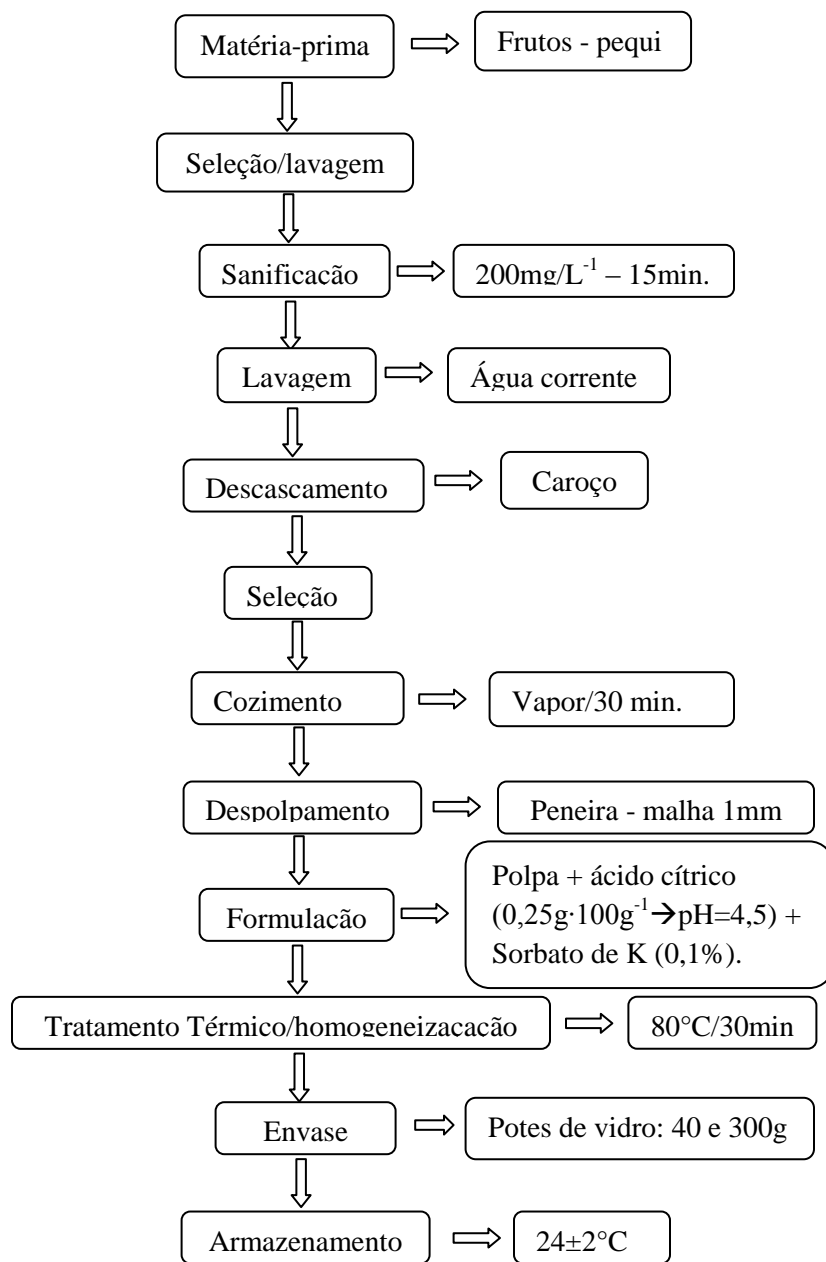 Matéria-prima
Frutos - pequi
Seleção/lavagem
Sanificação
200mg/L⁻¹ – 15min.
Lavagem
Água corrente
Descascamento
Caroço
Seleção
Cozimento
Vapor/30 min.
Despolpamento
Peneira - malha 1mm
Formulação
Polpa + ácido cítrico
(0,25g·100g⁻¹→pH=4,5) +
Sorbato de K (0,1%).
Tratamento Térmico/homogeneizacação
80°C/30min
Envase
Potes de vidro: 40 e 300g
Armazenamento
24±2°C